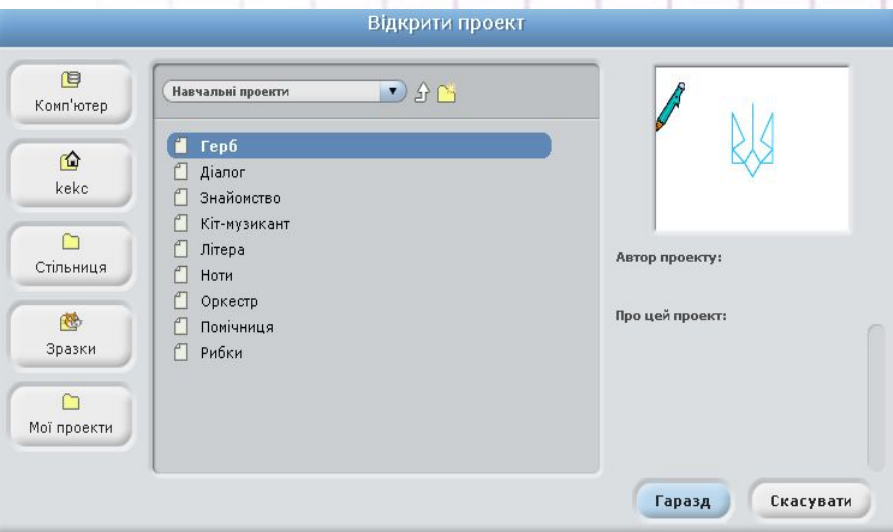 Відкрити проект
Комп'ютер
kekc
Стільниця
Зразки
Мої проекти
Навчальні проекти
Герб
Діалог
Знайомство
Кіт-музикант
Літера
Ноти
Оркестр
Помічниця
Рибки
Автор проекту:
Про цей проект:
Гаразд
Скасувати